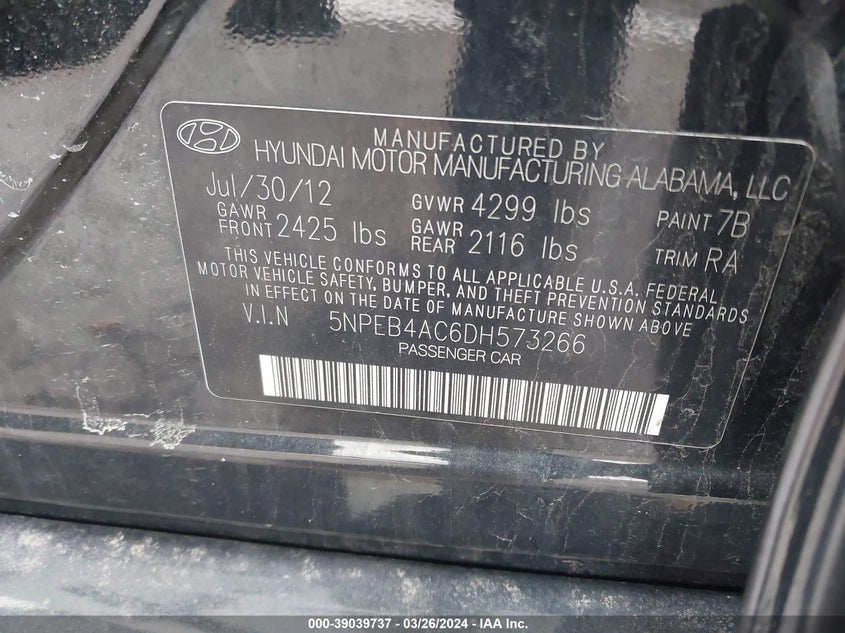 MANUFACTURED BY
HYUNDAI MOTOR MANUFACTURING ALABAMA, LLC
Jul/30/12 GVWR 4299 lbs PAINT 7B
GAWR FRONT 2425 lbs GAWR REAR 2116 lbs TRIM RA
THIS VEHICLE CONFORMS TO ALL APPLICABLE U.S.A. FEDERAL
MOTOR VEHICLE SAFETY, BUMPER, AND THEFT PREVENTION STANDARDS
IN EFFECT ON THE DATE OF MANUFACTURE SHOWN ABOVE
V.I.N 5NPEB4AC6DH573266
PASSENGER CAR
000-39039737 - 03/26/2024 - IAA, Inc.